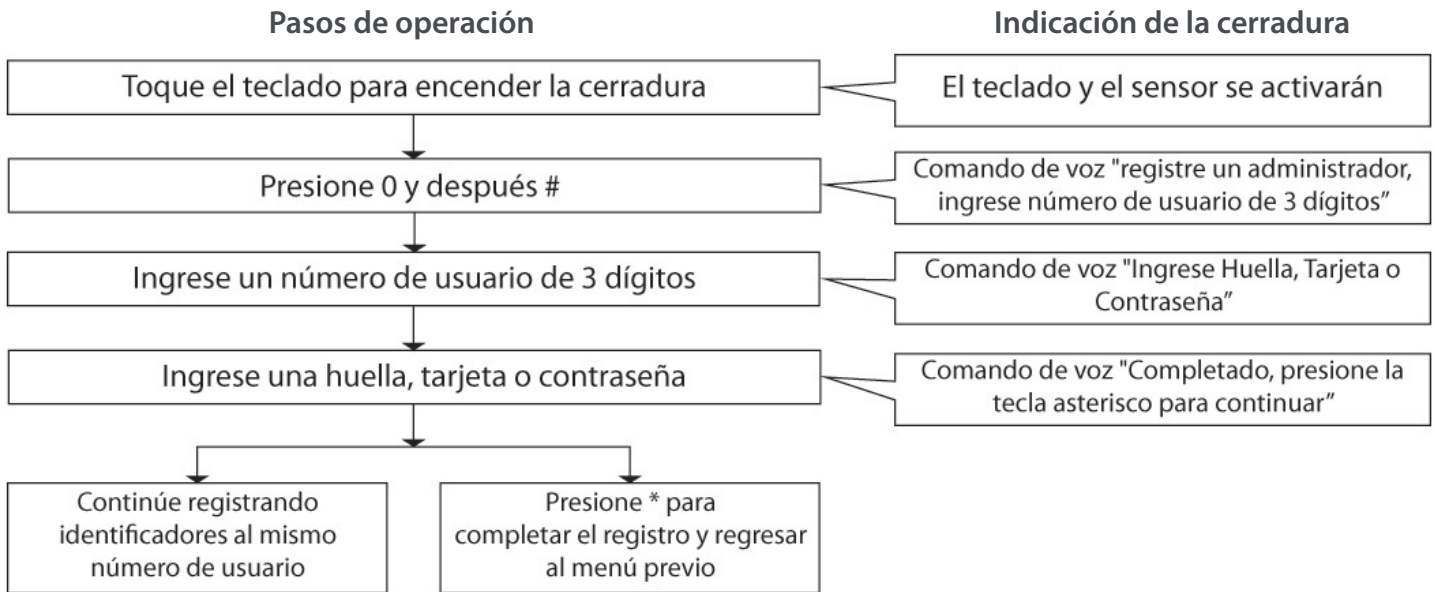 Pasos de operación
Indicación de la cerradura
Toque el teclado para encender la cerradura
El teclado y el sensor se activarán
Presione 0 y después #
Comando de voz "registre un administrador,
ingrese número de usuario de 3 dígitos”
Ingrese un número de usuario de 3 dígitos
Comando de voz "Ingrese Huella, Tarjeta o
Contraseña”
Ingrese una huella, tarjeta o contraseña
Comando de voz "Completado, presione la
tecla asterisco para continuar”
Continúe registrando
identificadores al mismo
número de usuario
Presione * para
completar el registro y regresar
al menú previo